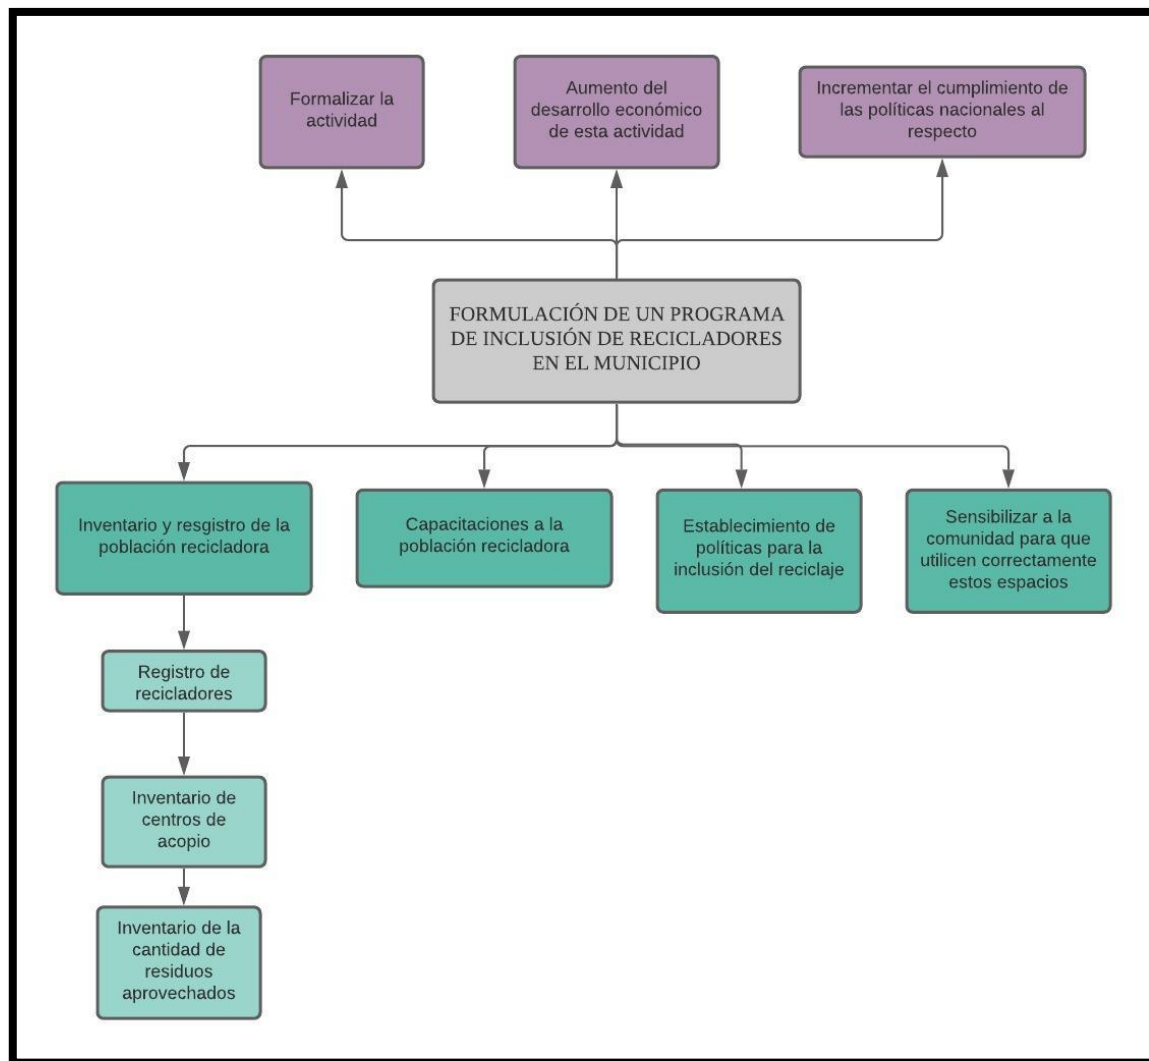 Formalizar la
actividad
Aumento del
desarrollo económico
de esta actividad
Incrementar el cumplimiento de
las políticas nacionales al
respecto
FORMULACIÓN DE UN PROGRAMA
DE INCLUSIÓN DE RECICLADORES
EN EL MUNICIPIO
Inventario y resgistro de la
población recicladora
Capacitaciones a la
población recicladora
Establecimiento de
políticas para la
inclusión del reciclaje
Sensibilizar a la
comunidad para que
utilicen correctamente
estos espacios
Registro de
recicladores
Inventario de
centros de
acopio
Inventario de la
cantidad de
residuos
aprovechados